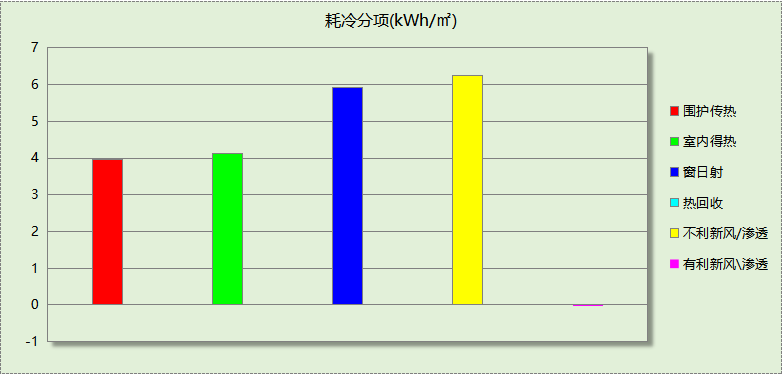 耗冷分项(kWh/㎡)
7
6
5
4
3
2
1
0
-1
围护传热
室内得热
窗日射
热回收
不利新风/渗透
有利新风\渗透